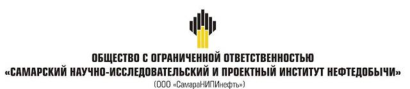 ОБЩЕСТВО С ОГРАНИЧЕННОЙ ОТВЕТСТВЕННОСТЬЮ
«САМАРСКИЙ НАУЧНО-ИССЛЕДОВАТЕЛЬСКИЙ И ПРОЕКТНЫЙ ИНСТИТУТ НЕФТЕДОБЫЧИ»
(ООО «СамараНИПИнефть»)